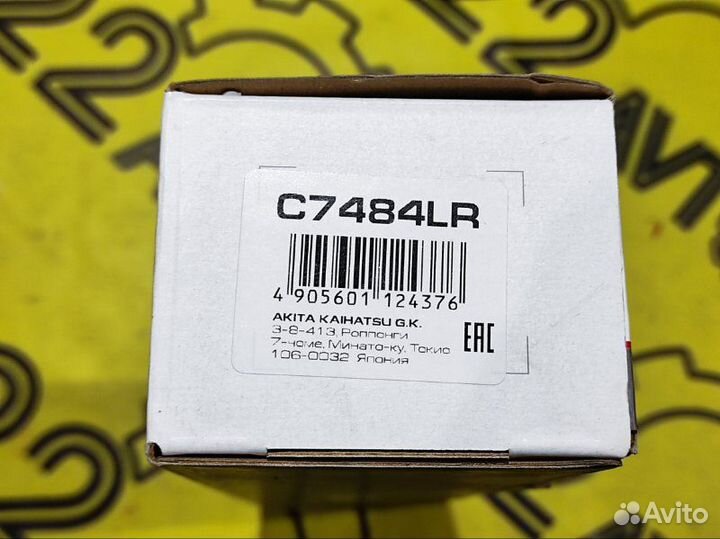 C7484LR
4 905601 124376
AKITA KAIHATSU G.K.
3-8-413, Роппонги
7-чоме, Минато-ку, Токио
106-0032 Япония
EAC
Avito